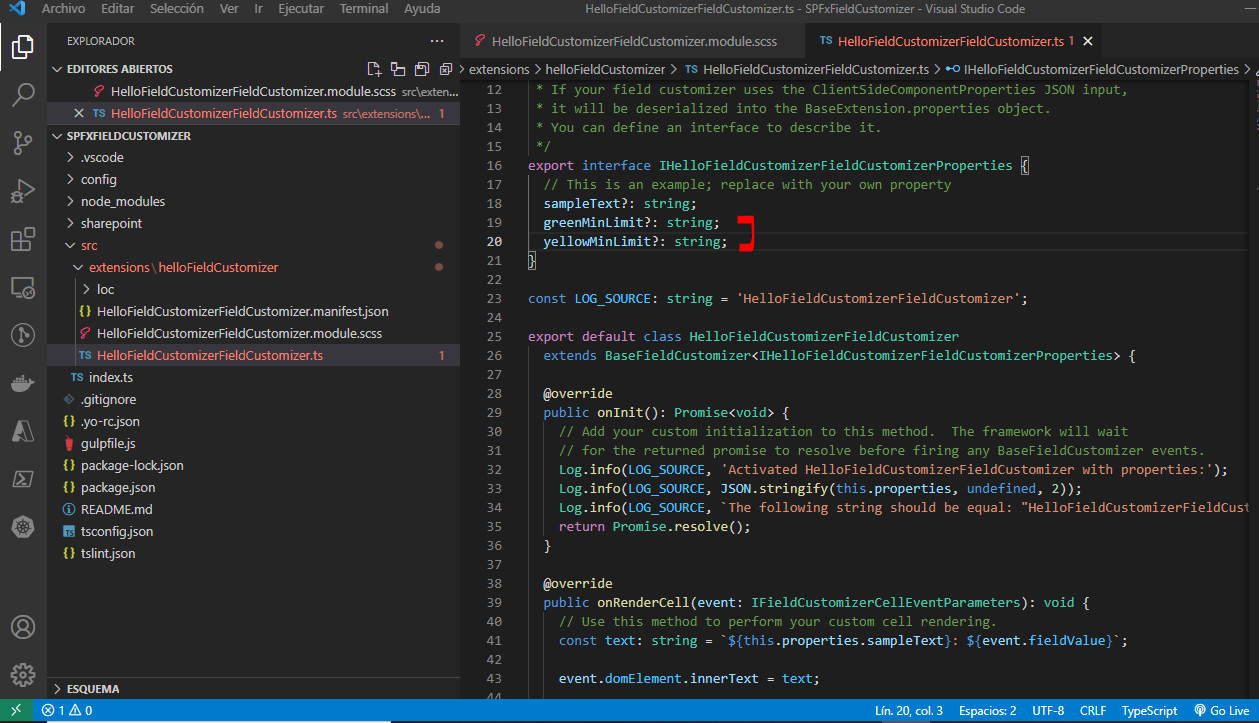 Archivo Editar Selección Ver Ir Ejecutar Terminal Ayuda HelloFieldCustomizerFieldCustomizer.ts - SPFxFieldCustomizer - Visual Studio Code
EXPLORADOR ···
EDITORES ABIERTOS
HelloFieldCustomizerFieldCustomizer.module.scss src\exten...
TS HelloFieldCustomizerFieldCustomizer.ts src\extensions\... 1
SPFXFIELDCUSTOMIZER
.vscode
config
node_modules
sharepoint
src
extensions\helloFieldCustomizer
loc
{} HelloFieldCustomizerFieldCustomizer.manifest.json
HelloFieldCustomizerFieldCustomizer.module.scss
TS HelloFieldCustomizerFieldCustomizer.ts 1
TS index.ts
.gitignore
{} .yo-rc.json
gulpfile.js
{} package-lock.json
{} package.json
README.md
TS tsconfig.json
{} tslint.json
ESQUEMA
HelloFieldCustomizerFieldCustomizer.module.scss
TS HelloFieldCustomizerFieldCustomizer.ts 1
> extensions > helloFieldCustomizer > TS HelloFieldCustomizerFieldCustomizer.ts > IHelloFieldCustomizerFieldCustomizerProperties >
12 * If your field customizer uses the ClientSideComponentProperties JSON input,
13 * it will be deserialized into the BaseExtension.properties object.
14 * You can define an interface to describe it.
15 */
16 export interface IHelloFieldCustomizerFieldCustomizerProperties {
17 // This is an example; replace with your own property
18 sampleText?: string;
19 greenMinLimit?: string;
20 yellowMinLimit?: string;
21 }
22
23 const LOG_SOURCE: string = 'HelloFieldCustomizerFieldCustomizer';
24
25 export default class HelloFieldCustomizerFieldCustomizer
26 extends BaseFieldCustomizer<IHelloFieldCustomizerFieldCustomizerProperties> {
27
28 @override
29 public onInit(): Promise<void> {
30 // Add your custom initialization to this method.  The framework will wait
31 // for the returned promise to resolve before firing any BaseFieldCustomizer events.
32 Log.info(LOG_SOURCE, 'Activated HelloFieldCustomizerFieldCustomizer with properties:');
33 Log.info(LOG_SOURCE, JSON.stringify(this.properties, undefined, 2));
34 Log.info(LOG_SOURCE, `The following string should be equal: "HelloFieldCustomizerFieldCust
35 return Promise.resolve();
36 }
37
38 @override
39 public onRenderCell(event: IFieldCustomizerCellEventParameters): void {
40 // Use this method to perform your custom cell rendering.
41 const text: string = `${this.properties.sampleText}: ${event.fieldValue}`;
42
43 event.domElement.innerText = text;
44
1 0 Lín. 20, col. 3 Espacios: 2 UTF-8 CRLF TypeScript Go Live